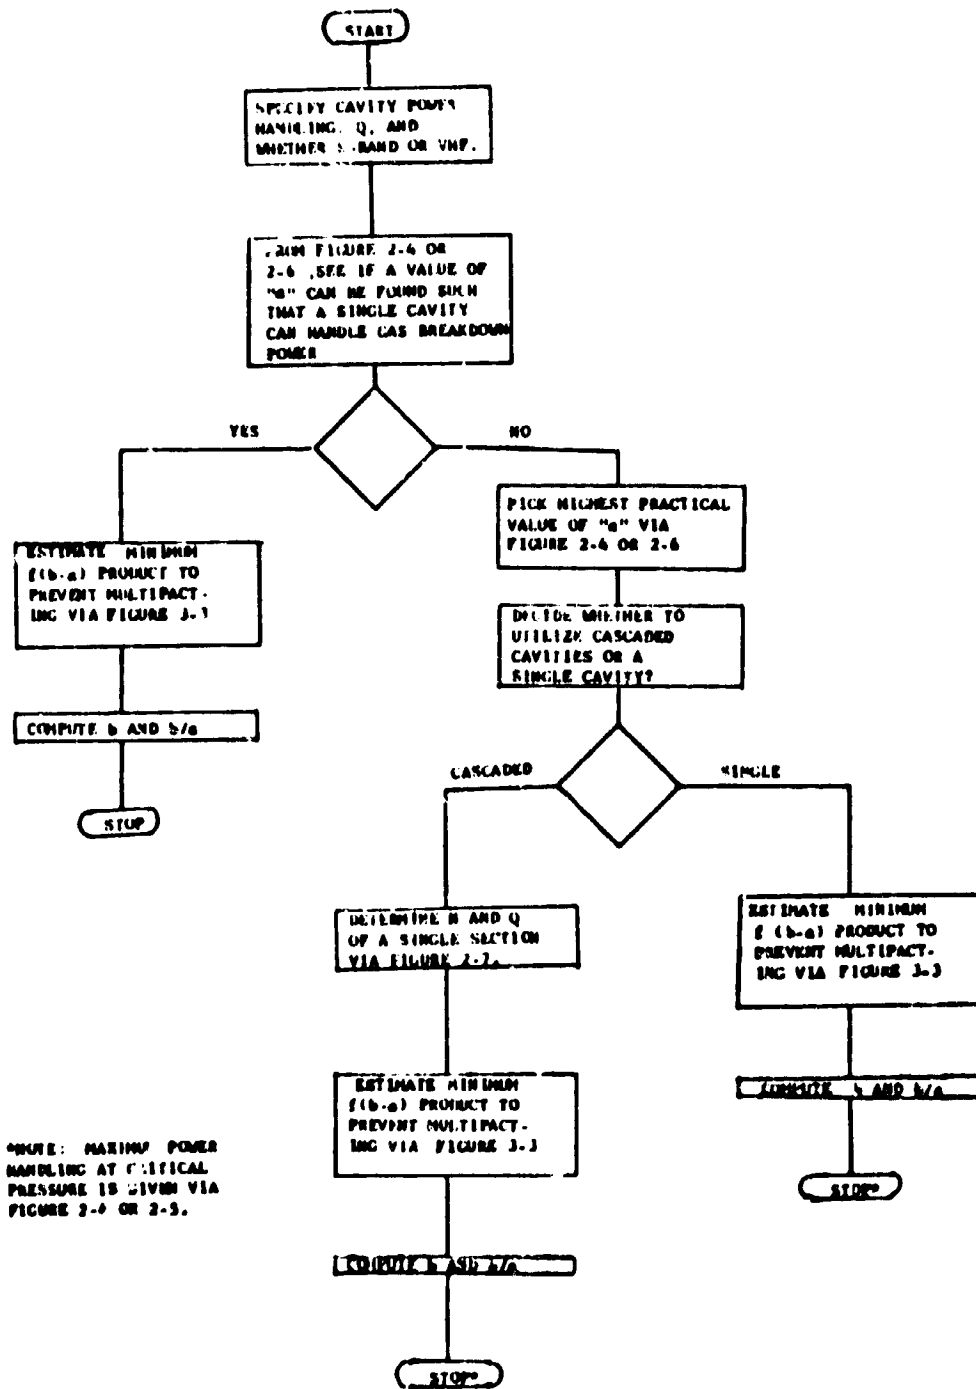 START
SPECIFY CAVITY POWER
HANDLING, Q, AND
WHETHER S-BAND OR VHF.
FROM FIGURE 2-4 OR
2-6 ,SEE IF A VALUE OF
"a" CAN BE FOUND SUCH
THAT A SINGLE CAVITY
CAN HANDLE GAS BREAKDOWN
POWER
YES
NO
PICK HIGHEST PRACTICAL
VALUE OF "a" VIA
FIGURE 2-4 OR 2-6
ESTIMATE MINIMUM
f(b-a) PRODUCT TO
PREVENT MULTIPACT-
ING VIA FIGURE 3-3
DECIDE WHETHER TO
UTILIZE CASCADED
CAVITIES OR A
SINGLE CAVITY?
COMPUTE b AND b/a
STOP
CASCADED
SINGLE
DETERMINE N AND Q
OF A SINGLE SECTION
VIA FIGURE 2-7.
ESTIMATE MINIMUM
f (b-a) PRODUCT TO
PREVENT MULTIPACT-
ING VIA FIGURE 3-3
ESTIMATE MINIMUM
f(b-a) PRODUCT TO
PREVENT MULTIPACT-
ING VIA FIGURE 3-3
COMPUTE b AND b/a
STOP*
*NOTE: MAXIMUM POWER
HANDLING AT CRITICAL
PRESSURE IS GIVEN VIA
FIGURE OR 2-5.
COMPUTE b AND b/a
STOP*